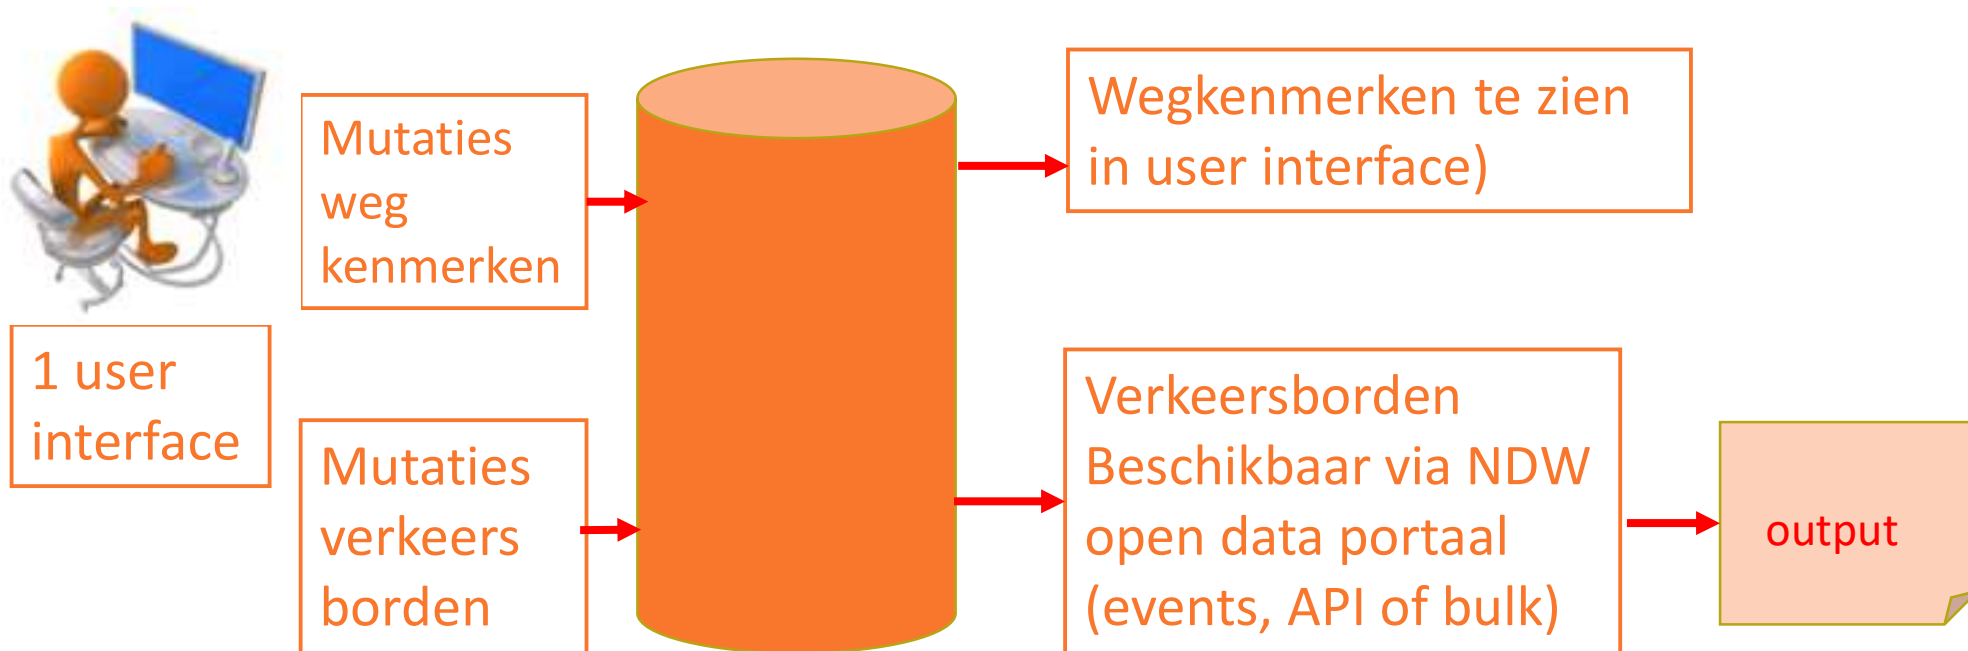 1 user
interface
Mutaties
weg
kenmerken
Mutaties
verkeers
borden
Wegkenmerken te zien
in user interface)
Verkeersborden
Beschikbaar via NDW
open data portaal
(events, API of bulk)
output